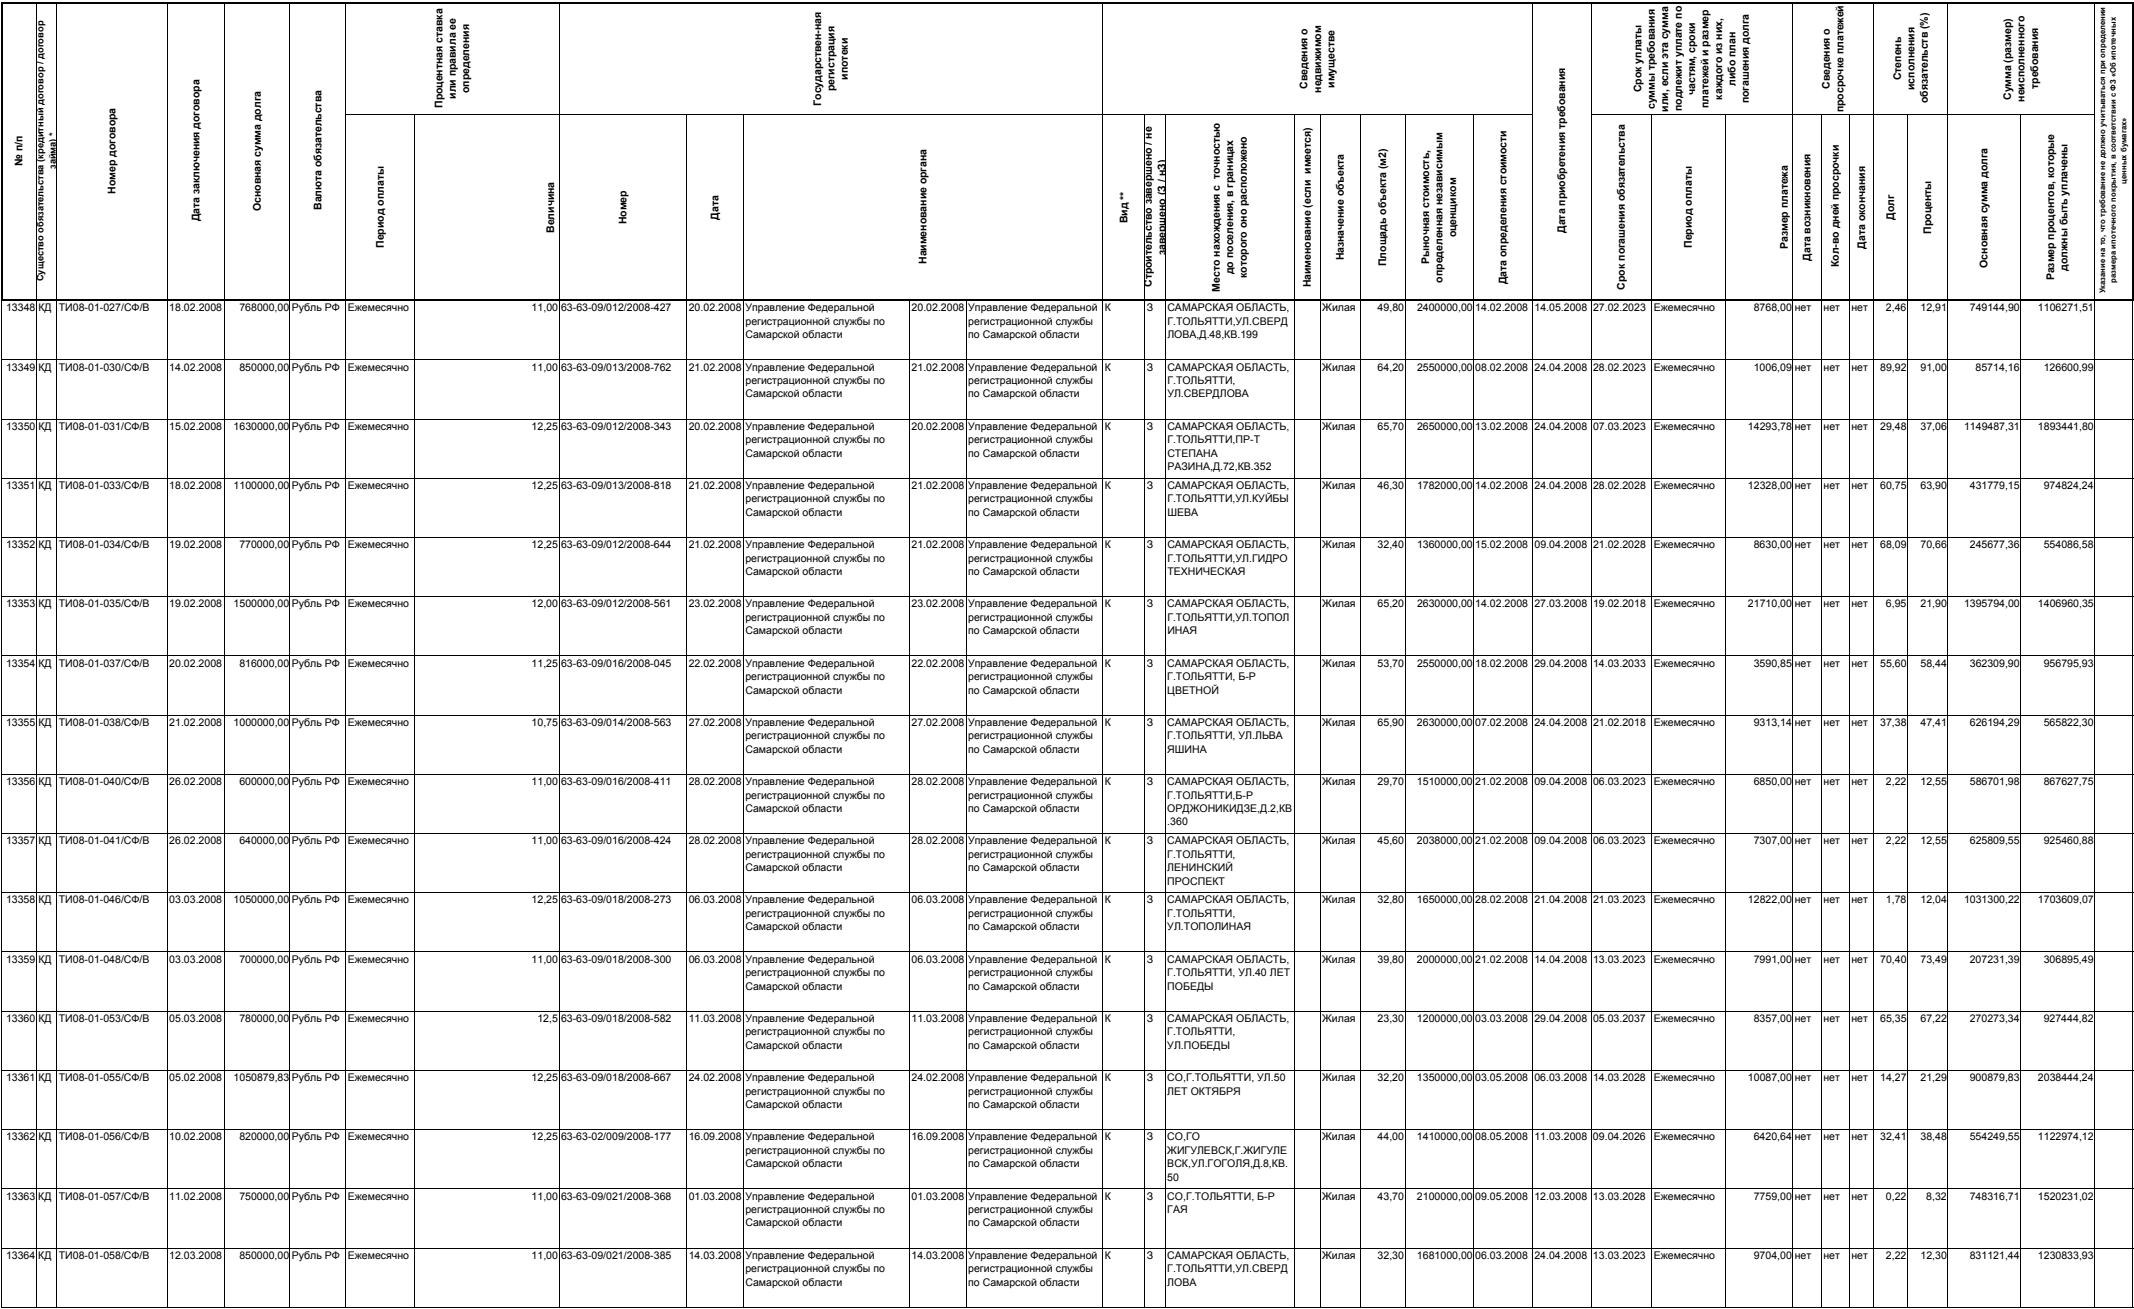 № п/п
Существо обязательства (кредитный договор / договор займа) *
Номер договора
Дата заключения договора
Основная сумма долга
Валюта обязательства
Процентная ставка или правила ее определения
Период оплаты
Величина
Государствен-ная регистрация ипотеки
Номер
Дата
Наименование органа
Сведения о недвижимом имуществе
Вид **
Строительство завершено / не завершено (З / нЗ)
Место нахождения с точностью до поселения, в границах которого оно расположено
Наименование (если имеется)
Назначение объекта
Площадь объекта (м2)
Рыночная стоимость, определенная независимым оценщиком
Дата определения стоимости
Дата приобретения требования
Срок уплаты суммы требования или, если эта сумма подлежит уплате по частям, сроки платежей и размер каждого из них, либо план погашения долга
Срок погашения обязательства
Период оплаты
Размер платежа
Сведения о просрочке платежей
Дата возникновения
Кол-во дней просрочки
Дата окончания
Степень исполнения обязательств (%)
Долг
Проценты
Сумма (размер) неисполненного требования
Основная сумма долга
Размер процентов, которые должны быть уплачены
Указание на то, что требование не должно учитываться при определении размера ипотечного покрытия, в соответствии с ФЗ «Об ипотечных ценных бумагах»
13348 КД ТИ08-01-027/СФ/В 18.02.2008 768000,00 Рубль РФ Ежемесячно 11,00 63-63-09/012/2008-427 20.02.2008 Управление Федеральной регистрационной службы по Самарской области 20.02.2008 Управление Федеральной регистрационной службы по Самарской области К З САМАРСКАЯ ОБЛАСТЬ, Г.ТОЛЬЯТТИ,УЛ.СВЕРДЛОВА,Д.48,КВ.199 Жилая 49,80 2400000,00 14.02.2008 14.05.2008 27.02.2023 Ежемесячно 8768,00 нет нет нет 2,46 12,91 749144,90 1106271,51
13349 КД ТИ08-01-030/СФ/В 14.02.2008 850000,00 Рубль РФ Ежемесячно 11,00 63-63-09/013/2008-762 21.02.2008 Управление Федеральной регистрационной службы по Самарской области 21.02.2008 Управление Федеральной регистрационной службы по Самарской области К З САМАРСКАЯ ОБЛАСТЬ, Г.ТОЛЬЯТТИ, УЛ.СВЕРДЛОВА Жилая 64,20 2550000,00 08.02.2008 24.04.2008 28.02.2023 Ежемесячно 1006,09 нет нет нет 89,92 91,00 85714,16 126600,99
13350 КД ТИ08-01-031/СФ/В 15.02.2008 1630000,00 Рубль РФ Ежемесячно 12,25 63-63-09/012/2008-343 20.02.2008 Управление Федеральной регистрационной службы по Самарской области 20.02.2008 Управление Федеральной регистрационной службы по Самарской области К З САМАРСКАЯ ОБЛАСТЬ, Г.ТОЛЬЯТТИ,ПР-Т СТЕПАНА РАЗИНА,Д.72,КВ.352 Жилая 65,70 2650000,00 13.02.2008 24.04.2008 07.03.2023 Ежемесячно 14293,78 нет нет нет 29,48 37,06 1149487,31 1893441,80
13351 КД ТИ08-01-033/СФ/В 18.02.2008 1100000,00 Рубль РФ Ежемесячно 12,25 63-63-09/013/2008-818 21.02.2008 Управление Федеральной регистрационной службы по Самарской области 21.02.2008 Управление Федеральной регистрационной службы по Самарской области К З САМАРСКАЯ ОБЛАСТЬ, Г.ТОЛЬЯТТИ,УЛ.КУЙБЫШЕВА Жилая 46,30 1782000,00 14.02.2008 24.04.2008 28.02.2028 Ежемесячно 12328,00 нет нет нет 60,75 63,90 431779,15 974824,24
13352 КД ТИ08-01-034/СФ/В 19.02.2008 770000,00 Рубль РФ Ежемесячно 12,25 63-63-09/012/2008-644 21.02.2008 Управление Федеральной регистрационной службы по Самарской области 21.02.2008 Управление Федеральной регистрационной службы по Самарской области К З САМАРСКАЯ ОБЛАСТЬ, Г.ТОЛЬЯТТИ,УЛ.ГИДРОТЕХНИЧЕСКАЯ Жилая 32,40 1360000,00 15.02.2008 09.04.2008 21.02.2028 Ежемесячно 8630,00 нет нет нет 68,09 70,66 245677,36 554086,58
13353 КД ТИ08-01-035/СФ/В 19.02.2008 1500000,00 Рубль РФ Ежемесячно 12,00 63-63-09/012/2008-561 23.02.2008 Управление Федеральной регистрационной службы по Самарской области 23.02.2008 Управление Федеральной регистрационной службы по Самарской области К З САМАРСКАЯ ОБЛАСТЬ, Г.ТОЛЬЯТТИ,УЛ.ТОПОЛИНАЯ Жилая 65,20 2630000,00 14.02.2008 27.03.2008 19.02.2018 Ежемесячно 21710,00 нет нет нет 6,95 21,90 1395794,00 1406960,35
13354 КД ТИ08-01-037/СФ/В 20.02.2008 816000,00 Рубль РФ Ежемесячно 11,25 63-63-09/016/2008-045 22.02.2008 Управление Федеральной регистрационной службы по Самарской области 22.02.2008 Управление Федеральной регистрационной службы по Самарской области К З САМАРСКАЯ ОБЛАСТЬ, Г.ТОЛЬЯТТИ, Б-Р ЦВЕТНОЙ Жилая 53,70 2550000,00 18.02.2008 29.04.2008 14.03.2033 Ежемесячно 3590,85 нет нет нет 55,60 58,44 362309,90 956795,93
13355 КД ТИ08-01-038/СФ/В 21.02.2008 1000000,00 Рубль РФ Ежемесячно 10,75 63-63-09/014/2008-563 27.02.2008 Управление Федеральной регистрационной службы по Самарской области 27.02.2008 Управление Федеральной регистрационной службы по Самарской области К З САМАРСКАЯ ОБЛАСТЬ, Г.ТОЛЬЯТТИ, УЛ.ЛЬВА ЯШИНА Жилая 65,90 2630000,00 07.02.2008 24.04.2008 21.02.2018 Ежемесячно 9313,14 нет нет нет 37,38 47,41 626194,29 565822,30
13356 КД ТИ08-01-040/СФ/В 26.02.2008 600000,00 Рубль РФ Ежемесячно 11,00 63-63-09/016/2008-411 28.02.2008 Управление Федеральной регистрационной службы по Самарской области 28.02.2008 Управление Федеральной регистрационной службы по Самарской области К З САМАРСКАЯ ОБЛАСТЬ, Г.ТОЛЬЯТТИ,Б-Р ОРДЖОНИКИДЗЕ,Д.2,КВ.360 Жилая 29,70 1510000,00 21.02.2008 09.04.2008 06.03.2023 Ежемесячно 6850,00 нет нет нет 2,22 12,55 586701,98 867627,75
13357 КД ТИ08-01-041/СФ/В 26.02.2008 640000,00 Рубль РФ Ежемесячно 11,00 63-63-09/016/2008-424 28.02.2008 Управление Федеральной регистрационной службы по Самарской области 28.02.2008 Управление Федеральной регистрационной службы по Самарской области К З САМАРСКАЯ ОБЛАСТЬ, Г.ТОЛЬЯТТИ, ЛЕНИНСКИЙ ПРОСПЕКТ Жилая 45,60 2038000,00 21.02.2008 09.04.2008 06.03.2023 Ежемесячно 7307,00 нет нет нет 2,22 12,55 625809,55 925460,88
13358 КД ТИ08-01-046/СФ/В 03.03.2008 1050000,00 Рубль РФ Ежемесячно 12,25 63-63-09/018/2008-273 06.03.2008 Управление Федеральной регистрационной службы по Самарской области 06.03.2008 Управление Федеральной регистрационной службы по Самарской области К З САМАРСКАЯ ОБЛАСТЬ, Г.ТОЛЬЯТТИ, УЛ.ТОПОЛИНАЯ Жилая 32,80 1650000,00 28.02.2008 21.04.2008 21.03.2023 Ежемесячно 12822,00 нет нет нет 1,78 12,04 1031300,22 1703609,07
13359 КД ТИ08-01-048/СФ/В 03.03.2008 700000,00 Рубль РФ Ежемесячно 11,00 63-63-09/018/2008-300 06.03.2008 Управление Федеральной регистрационной службы по Самарской области 06.03.2008 Управление Федеральной регистрационной службы по Самарской области К З САМАРСКАЯ ОБЛАСТЬ, Г.ТОЛЬЯТТИ, УЛ.40 ЛЕТ ПОБЕДЫ Жилая 39,80 2000000,00 21.02.2008 14.04.2008 13.03.2023 Ежемесячно 7991,00 нет нет нет 70,40 73,49 207231,39 306895,49
13360 КД ТИ08-01-053/СФ/В 05.03.2008 780000,00 Рубль РФ Ежемесячно 12,5 63-63-09/018/2008-582 11.03.2008 Управление Федеральной регистрационной службы по Самарской области 11.03.2008 Управление Федеральной регистрационной службы по Самарской области К З САМАРСКАЯ ОБЛАСТЬ, Г.ТОЛЬЯТТИ, УЛ.ПОБЕДЫ Жилая 23,30 1200000,00 03.03.2008 29.04.2008 05.03.2037 Ежемесячно 8357,00 нет нет нет 65,35 67,22 270273,34 927444,82
13361 КД ТИ08-01-055/СФ/В 05.02.2008 1050879,83 Рубль РФ Ежемесячно 12,25 63-63-09/018/2008-667 24.02.2008 Управление Федеральной регистрационной службы по Самарской области 24.02.2008 Управление Федеральной регистрационной службы по Самарской области К З СО,Г.ТОЛЬЯТТИ, УЛ.50 ЛЕТ ОКТЯБРЯ Жилая 32,20 1350000,00 03.05.2008 06.03.2008 14.03.2028 Ежемесячно 10087,00 нет нет нет 14,27 21,29 900879,83 2038444,24
13362 КД ТИ08-01-056/СФ/В 10.02.2008 820000,00 Рубль РФ Ежемесячно 12,25 63-63-02/009/2008-177 16.09.2008 Управление Федеральной регистрационной службы по Самарской области 16.09.2008 Управление Федеральной регистрационной службы по Самарской области К З СО,ГО ЖИГУЛЕВСК,Г.ЖИГУЛЕВСК,УЛ.ГОГОЛЯ,Д.8,КВ.50 Жилая 44,00 1410000,00 08.05.2008 11.03.2008 09.04.2026 Ежемесячно 6420,64 нет нет нет 32,41 38,48 554249,55 1122974,12
13363 КД ТИ08-01-057/СФ/В 11.02.2008 750000,00 Рубль РФ Ежемесячно 11,00 63-63-09/021/2008-368 01.03.2008 Управление Федеральной регистрационной службы по Самарской области 01.03.2008 Управление Федеральной регистрационной службы по Самарской области К З СО,Г.ТОЛЬЯТТИ, Б-Р ГАЯ Жилая 43,70 2100000,00 09.05.2008 12.03.2008 13.03.2028 Ежемесячно 7759,00 нет нет нет 0,22 8,32 748316,71 1520231,02
13364 КД ТИ08-01-058/СФ/В 12.03.2008 850000,00 Рубль РФ Ежемесячно 11,00 63-63-09/021/2008-385 14.03.2008 Управление Федеральной регистрационной службы по Самарской области 14.03.2008 Управление Федеральной регистрационной службы по Самарской области К З САМАРСКАЯ ОБЛАСТЬ, Г.ТОЛЬЯТТИ,УЛ.СВЕРДЛОВА Жилая 32,30 1681000,00 06.03.2008 24.04.2008 13.03.2023 Ежемесячно 9704,00 нет нет нет 2,22 12,30 831121,44 1230833,93